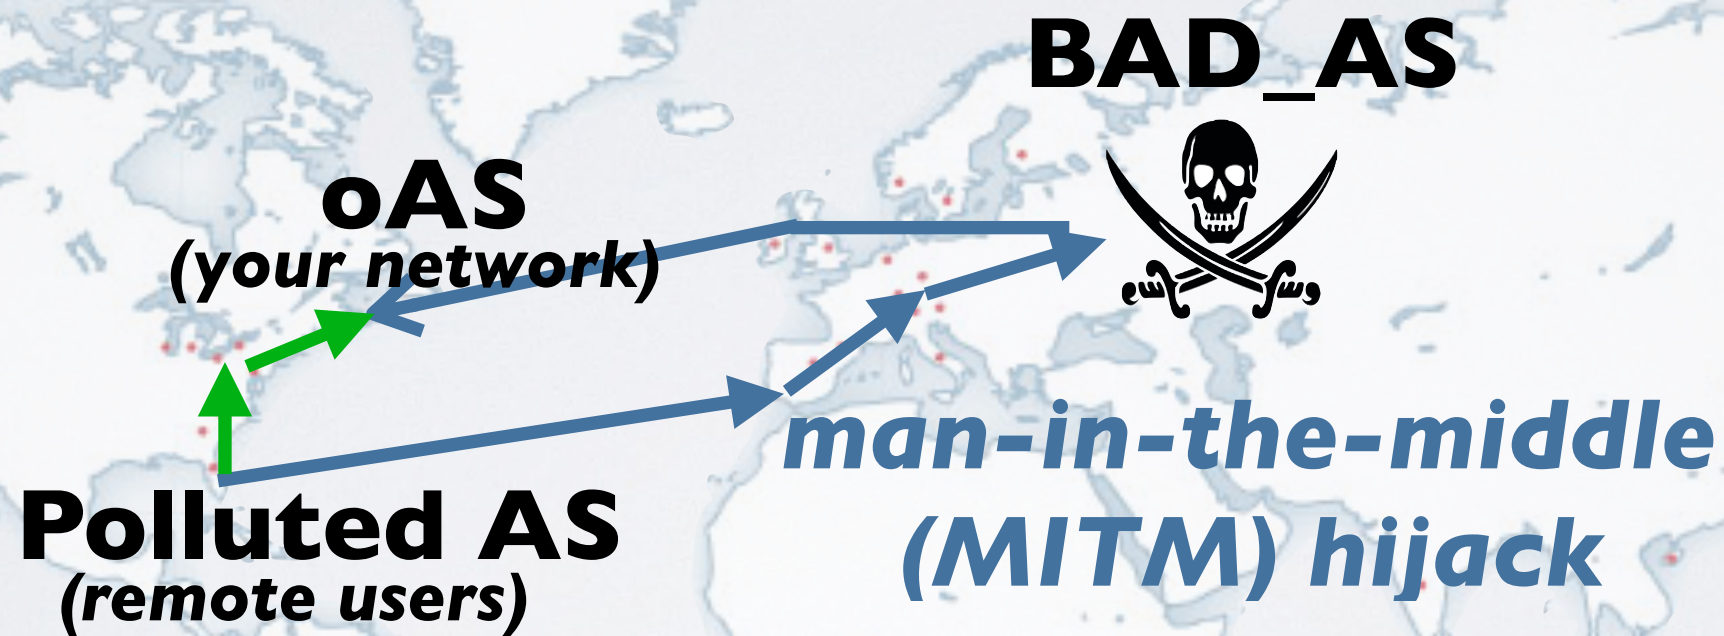 BAD_AS
oAS
(your network)
man-in-the-middle
(MITM) hijack
Polluted AS
(remote users)